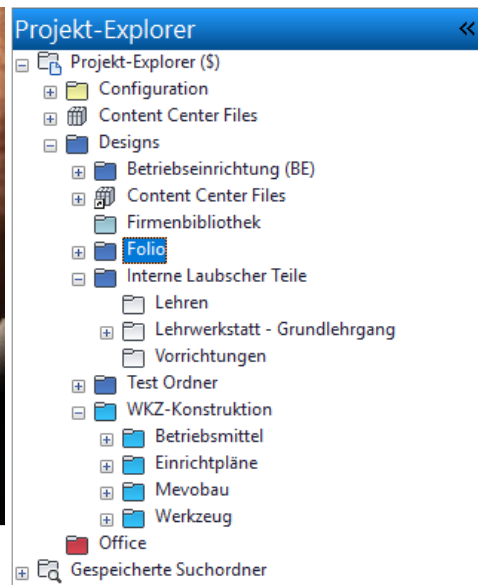 Projekt-Explorer
Projekt-Explorer ($)
Configuration
Content Center Files
Designs
Betriebseinrichtung (BE)
Content Center Files
Firmenbibliothek
Folio
Interne Laubscher Teile
Lehren
Lehrwerkstatt - Grundlehrgang
Vorrichtungen
Test Ordner
WKZ-Konstruktion
Betriebsmittel
Einrichtpläne
Mevobau
Werkzeug
Office
Gespeicherte Suchordner